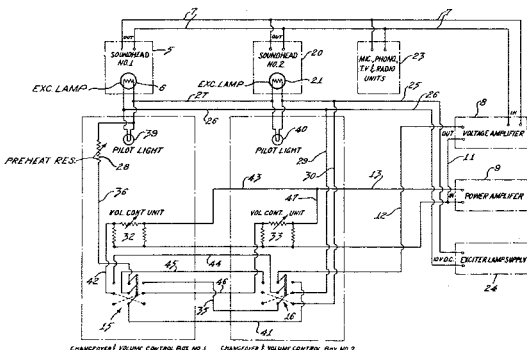 7
7
OUT
OUT
SOUNDHEAD
NO.1
5
SOUNDHEAD
NO.2
20
MIC., PHONO,
T.V. & RADIO
UNITS
23
EXC. LAMP
6
EXC. LAMP
21
27
25
26
26
IN
8
OUT
VOLTAGE AMPLIFIER
39
PILOT LIGHT
40
PILOT LIGHT
PREHEAT RES.
28
29
30
11
9
IN
POWER AMPLIFER
36
43
47
13
12
VOL. CONT UNIT
32
VOL. CONT. UNIT
33
10V.D.C.
EXCITER LAMP SUPPLY
24
42
44
45
46
35
15
16
41
CHANGEOVER & VOLUME CONTROL BOX NO.1
CHANGEOVER & VOLUME CONTROL BOX NO.2